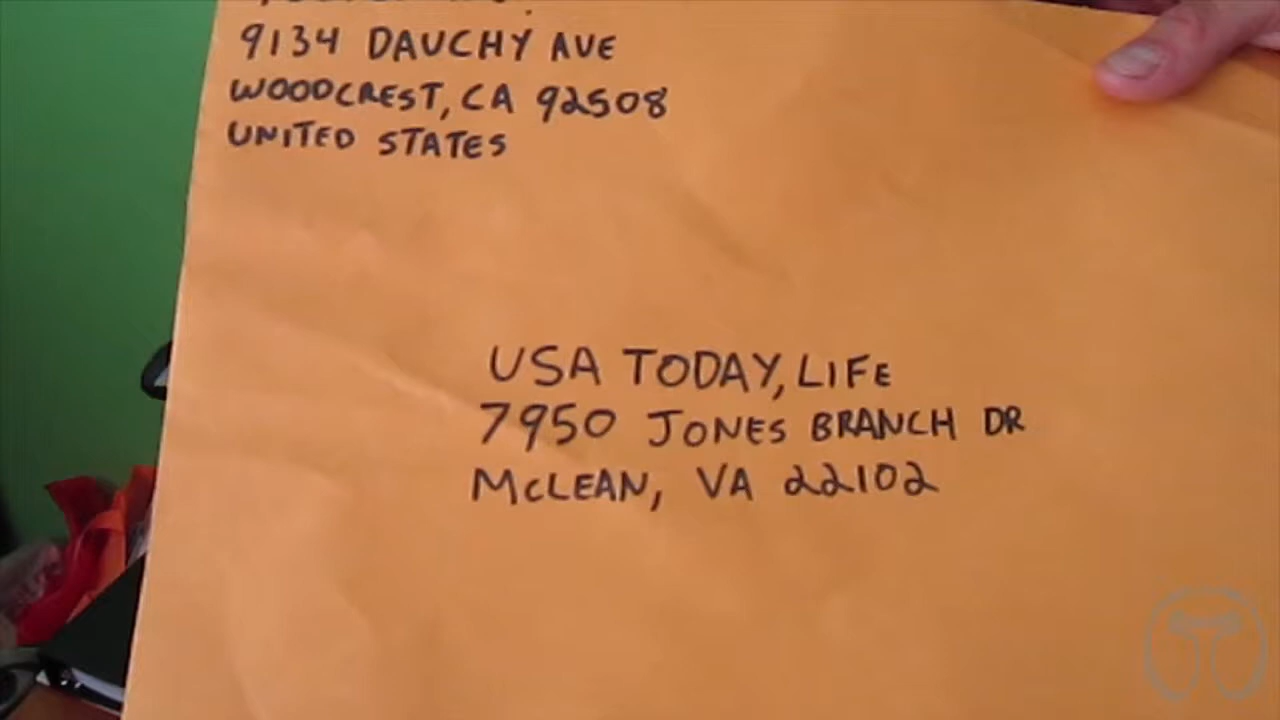 9134 DAUCHY AVE
WOODCREST, CA 92508
UNITED STATES
USA TODAY, LIFE
7950 JONES BRANCH DR
McLEAN, VA 22102